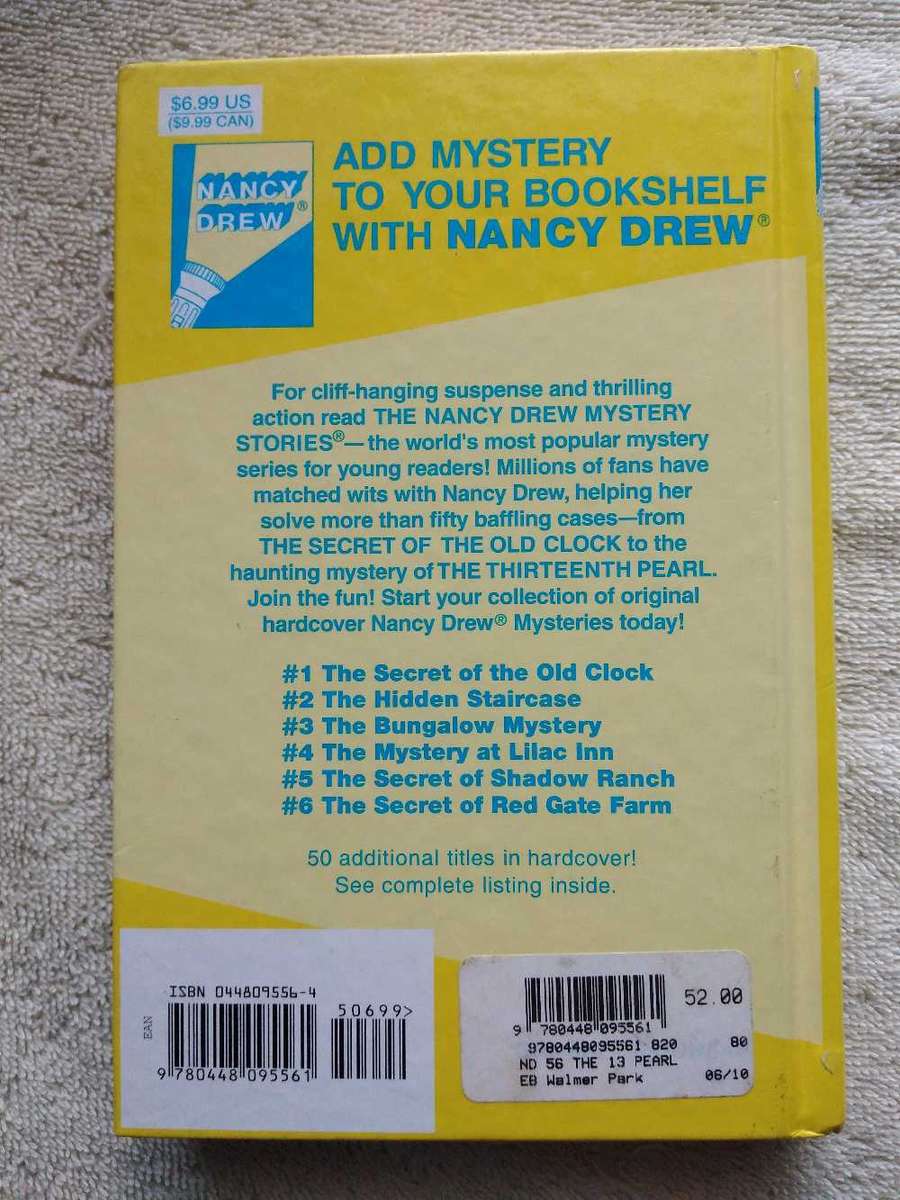 $6.99 US
($9.99 CAN)
NANCY
DREW®
ADD MYSTERY
TO YOUR BOOKSHELF
WITH NANCY DREW®
For cliff-hanging suspense and thrilling
action read THE NANCY DREW MYSTERY
STORIES®—the world's most popular mystery
series for young readers! Millions of fans have
matched wits with Nancy Drew, helping her
solve more than fifty baffling cases—from
THE SECRET OF THE OLD CLOCK to the
haunting mystery of THE THIRTEENTH PEARL.
Join the fun! Start your collection of original
hardcover Nancy Drew® Mysteries today!
#1 The Secret of the Old Clock
#2 The Hidden Staircase
#3 The Bungalow Mystery
#4 The Mystery at Lilac Inn
#5 The Secret of Shadow Ranch
#6 The Secret of Red Gate Farm
50 additional titles in hardcover!
See complete listing inside.
ISBN 044809556-4
50699>
EAN
9 780448 095561
52.00
9 780448 095561
9780448095561 820 80
ND 56 THE 13 PEARL
EB Walmer Park 06/10